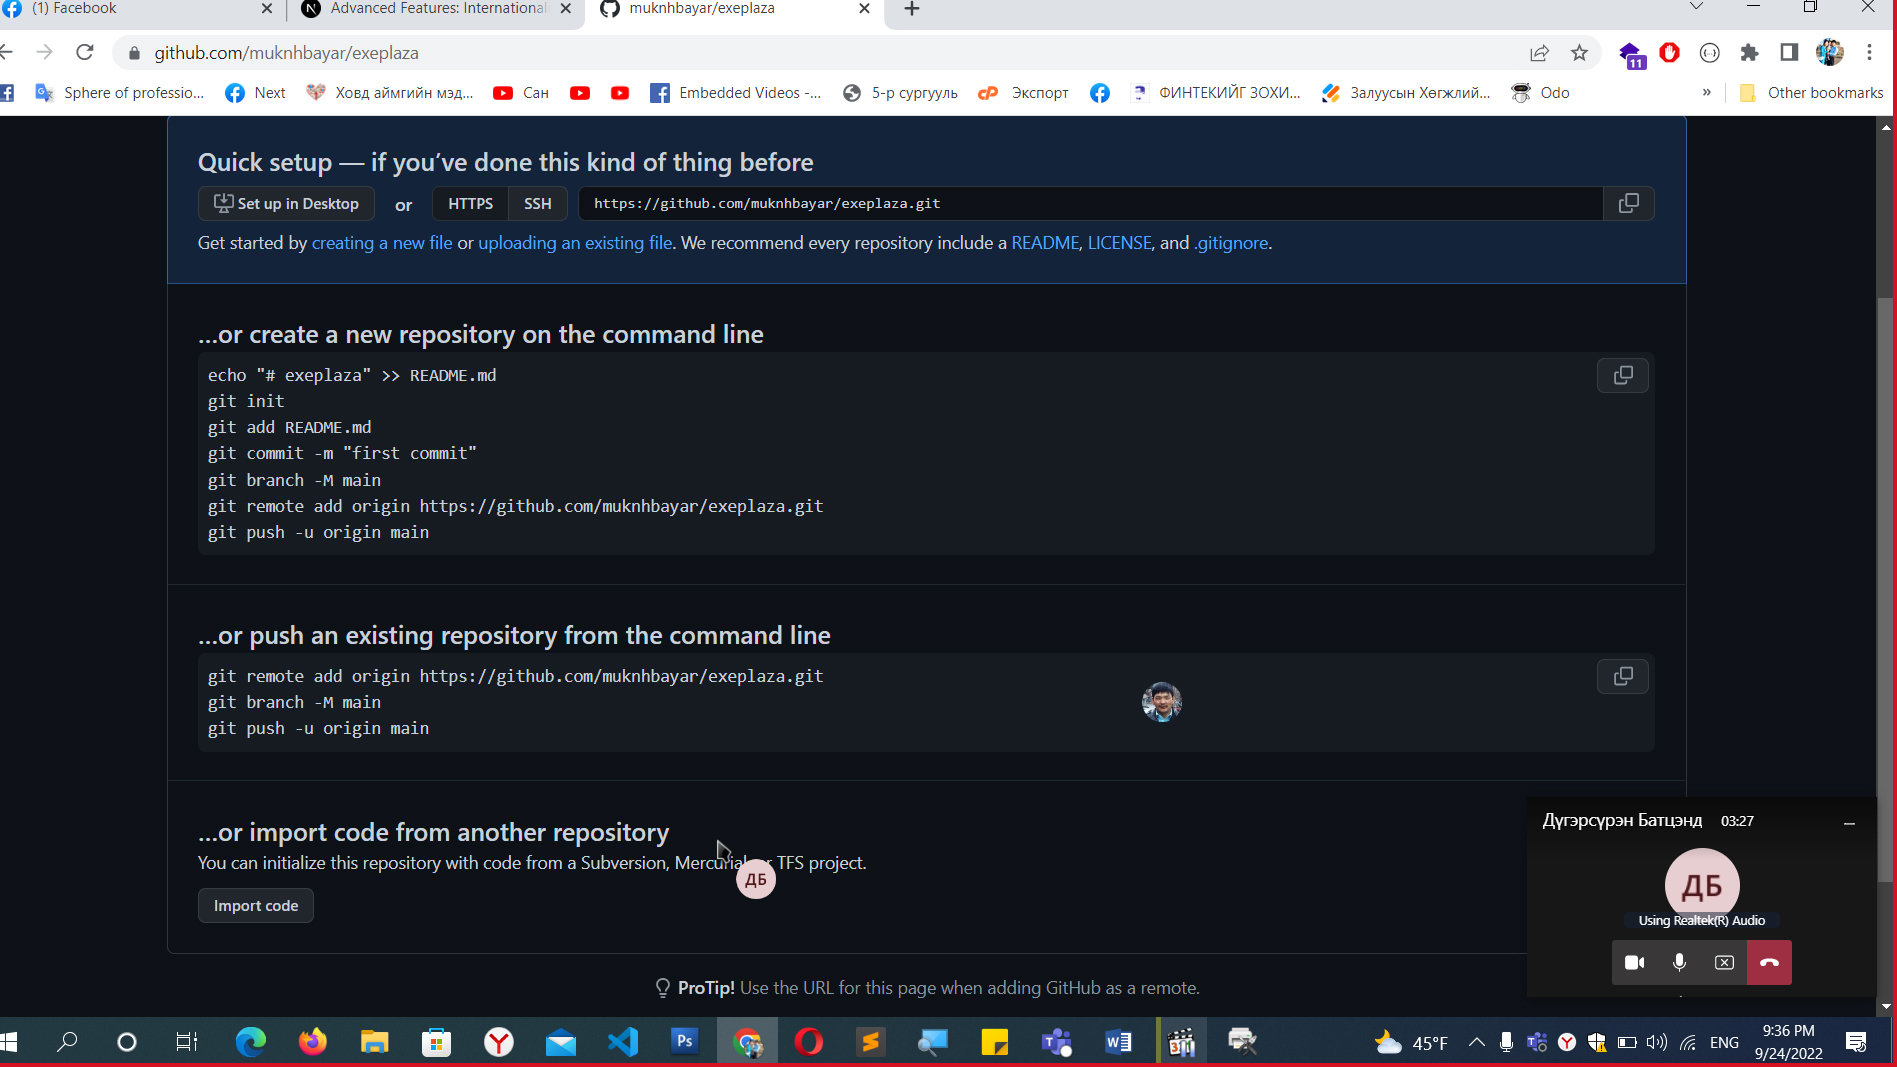 (1) Facebook
Advanced Features: International
muknhbayar/exeplaza
github.com/muknhbayar/exeplaza
11
Sphere of professio...
Next
Ховд аймгийн мэд...
Сан
Embedded Videos -...
5-р сургууль
Экспорт
ФИНТЕКИЙГ ЗОХИ...
Залуусын Хөгжлий...
Odo
»
Other bookmarks
Quick setup — if you’ve done this kind of thing before
Set up in Desktop
or
HTTPS
SSH
https://github.com/muknhbayar/exeplaza.git
Get started by creating a new file or uploading an existing file. We recommend every repository include a README, LICENSE, and .gitignore.
…or create a new repository on the command line
echo "# exeplaza" >> README.md
git init
git add README.md
git commit -m "first commit"
git branch -M main
git remote add origin https://github.com/muknhbayar/exeplaza.git
git push -u origin main
…or push an existing repository from the command line
git remote add origin https://github.com/muknhbayar/exeplaza.git
git branch -M main
git push -u origin main
…or import code from another repository
You can initialize this repository with code from a Subversion, Mercurial or TFS project.
ДБ
Import code
Дүгэрсүрэн Батцэнд 03:27
ДБ
Using Realtek(R) Audio
ProTip! Use the URL for this page when adding GitHub as a remote.
45°F
ENG
9:36 PM
9/24/2022